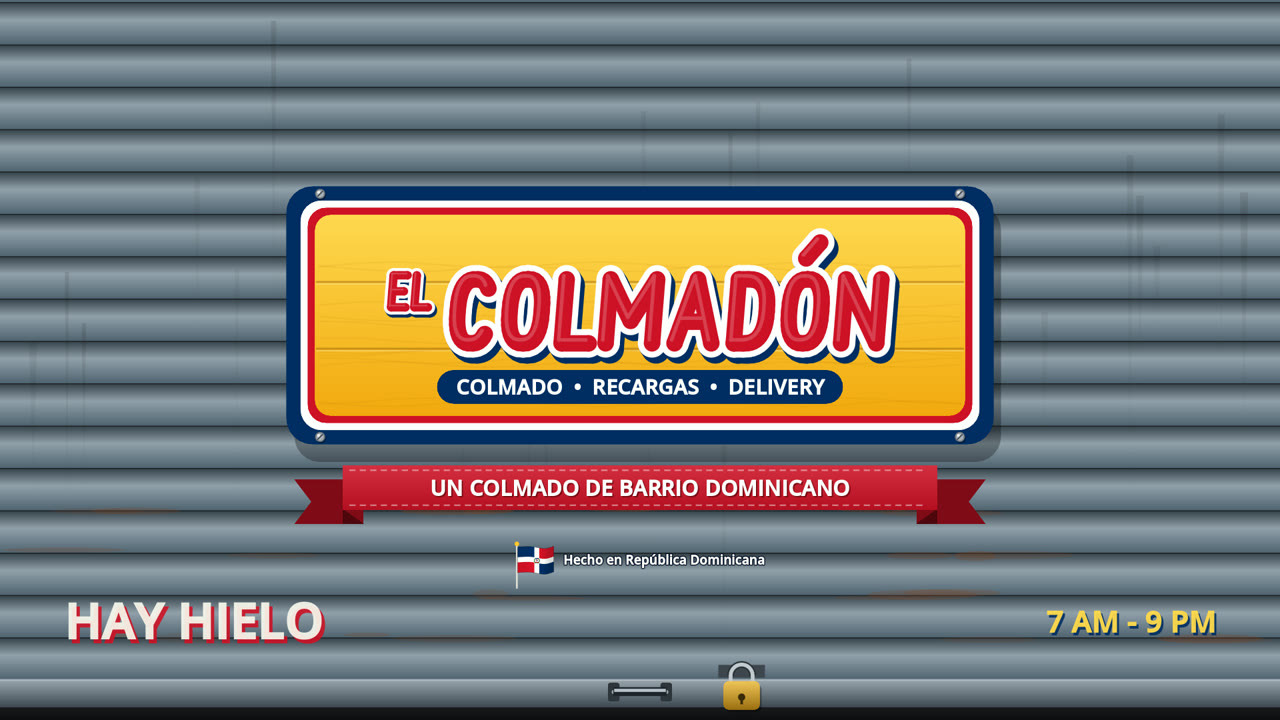 EL COLMADÓN
COLMADO • RECARGAS • DELIVERY
UN COLMADO DE BARRIO DOMINICANO
Hecho en República Dominicana
HAY HIELO
7 AM - 9 PM